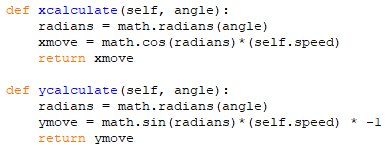 def xcalculate(self, angle):
    radians = math.radians(angle)
    xmove = math.cos(radians)*(self.speed)
    return xmove

def ycalculate(self, angle):
    radians = math.radians(angle)
    ymove = math.sin(radians)*(self.speed) * -1
    return ymove